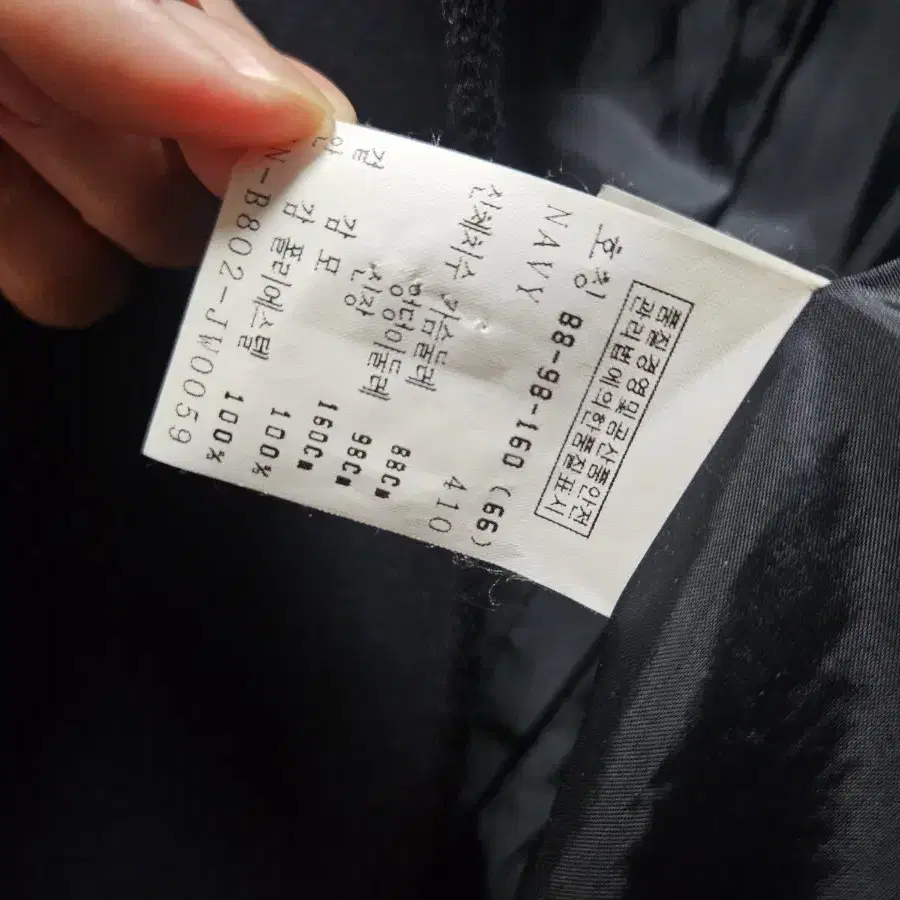 품질경영및공산품안전
관리법에의한품질표시
호칭 88-98-160 (66)
NAVY 410
신체치수 가슴둘레 88Cm
엉덩이둘레 98Cm
신장 160Cm
겉감 모 100%
안감 폴리에스텔 100%
N-B802-JW0059